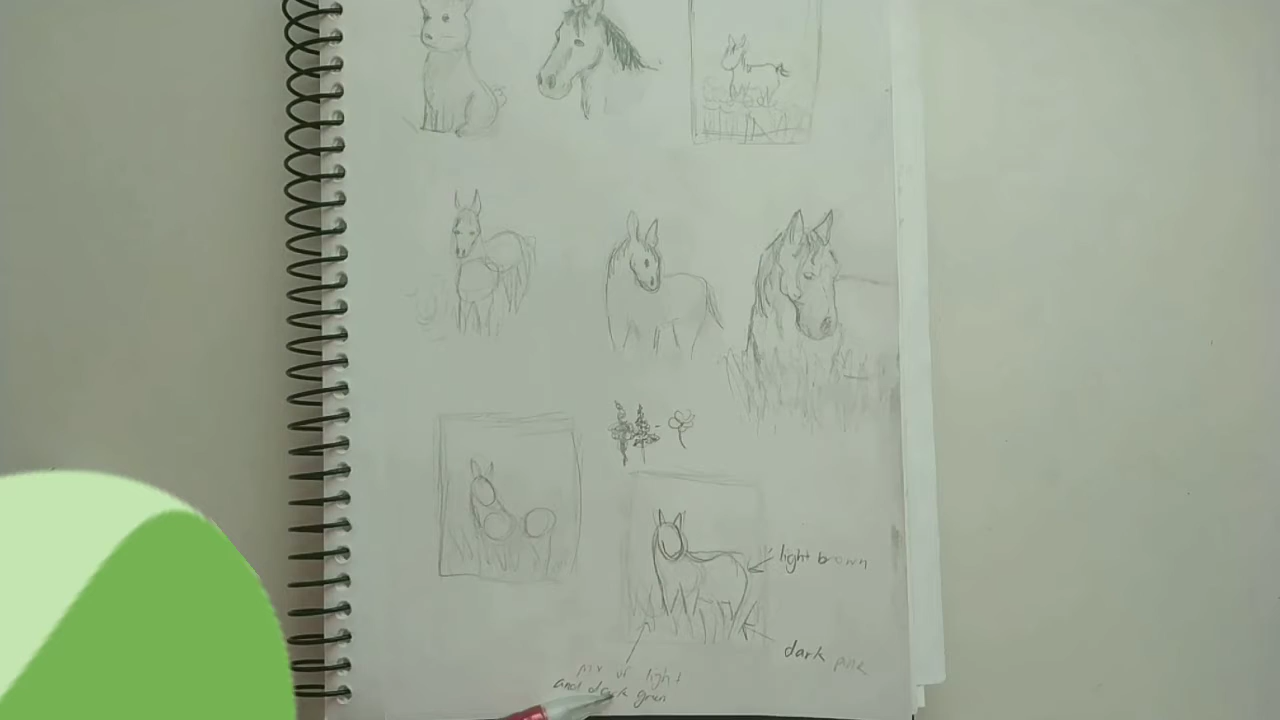 light brown
dark pink
mix of light
and dark green